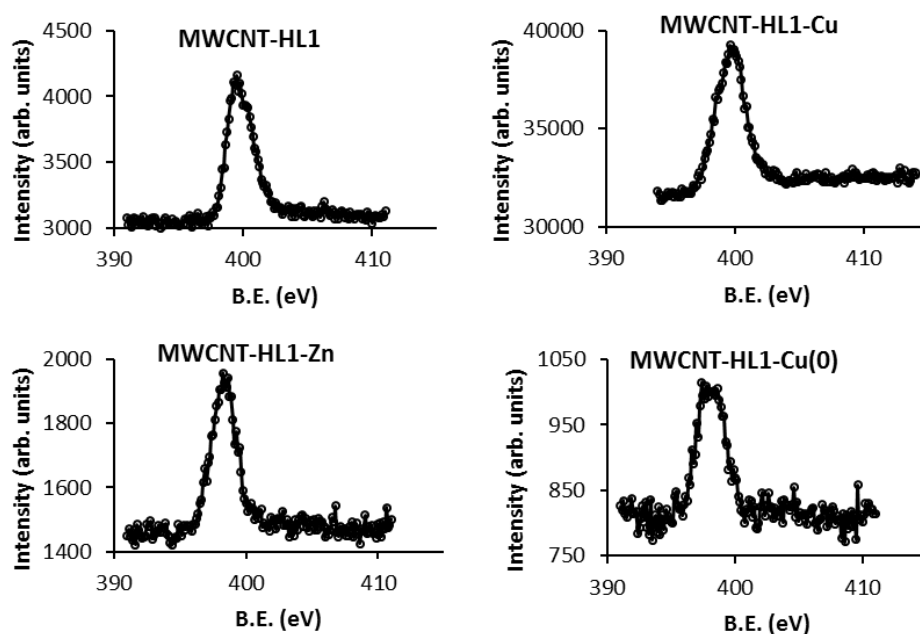 MWCNT-HL1
Intensity (arb. units)
4500
4000
3500
3000
390
400
410
B.E. (eV)
MWCNT-HL1-Cu
Intensity (arb. units)
40000
35000
30000
390
400
410
B.E. (eV)
MWCNT-HL1-Zn
Intensity (arb. units)
2000
1800
1600
1400
390
400
410
B.E. (eV)
MWCNT-HL1-Cu(0)
Intensity (arb. units)
1050
950
850
750
390
400
410
B.E. (eV)